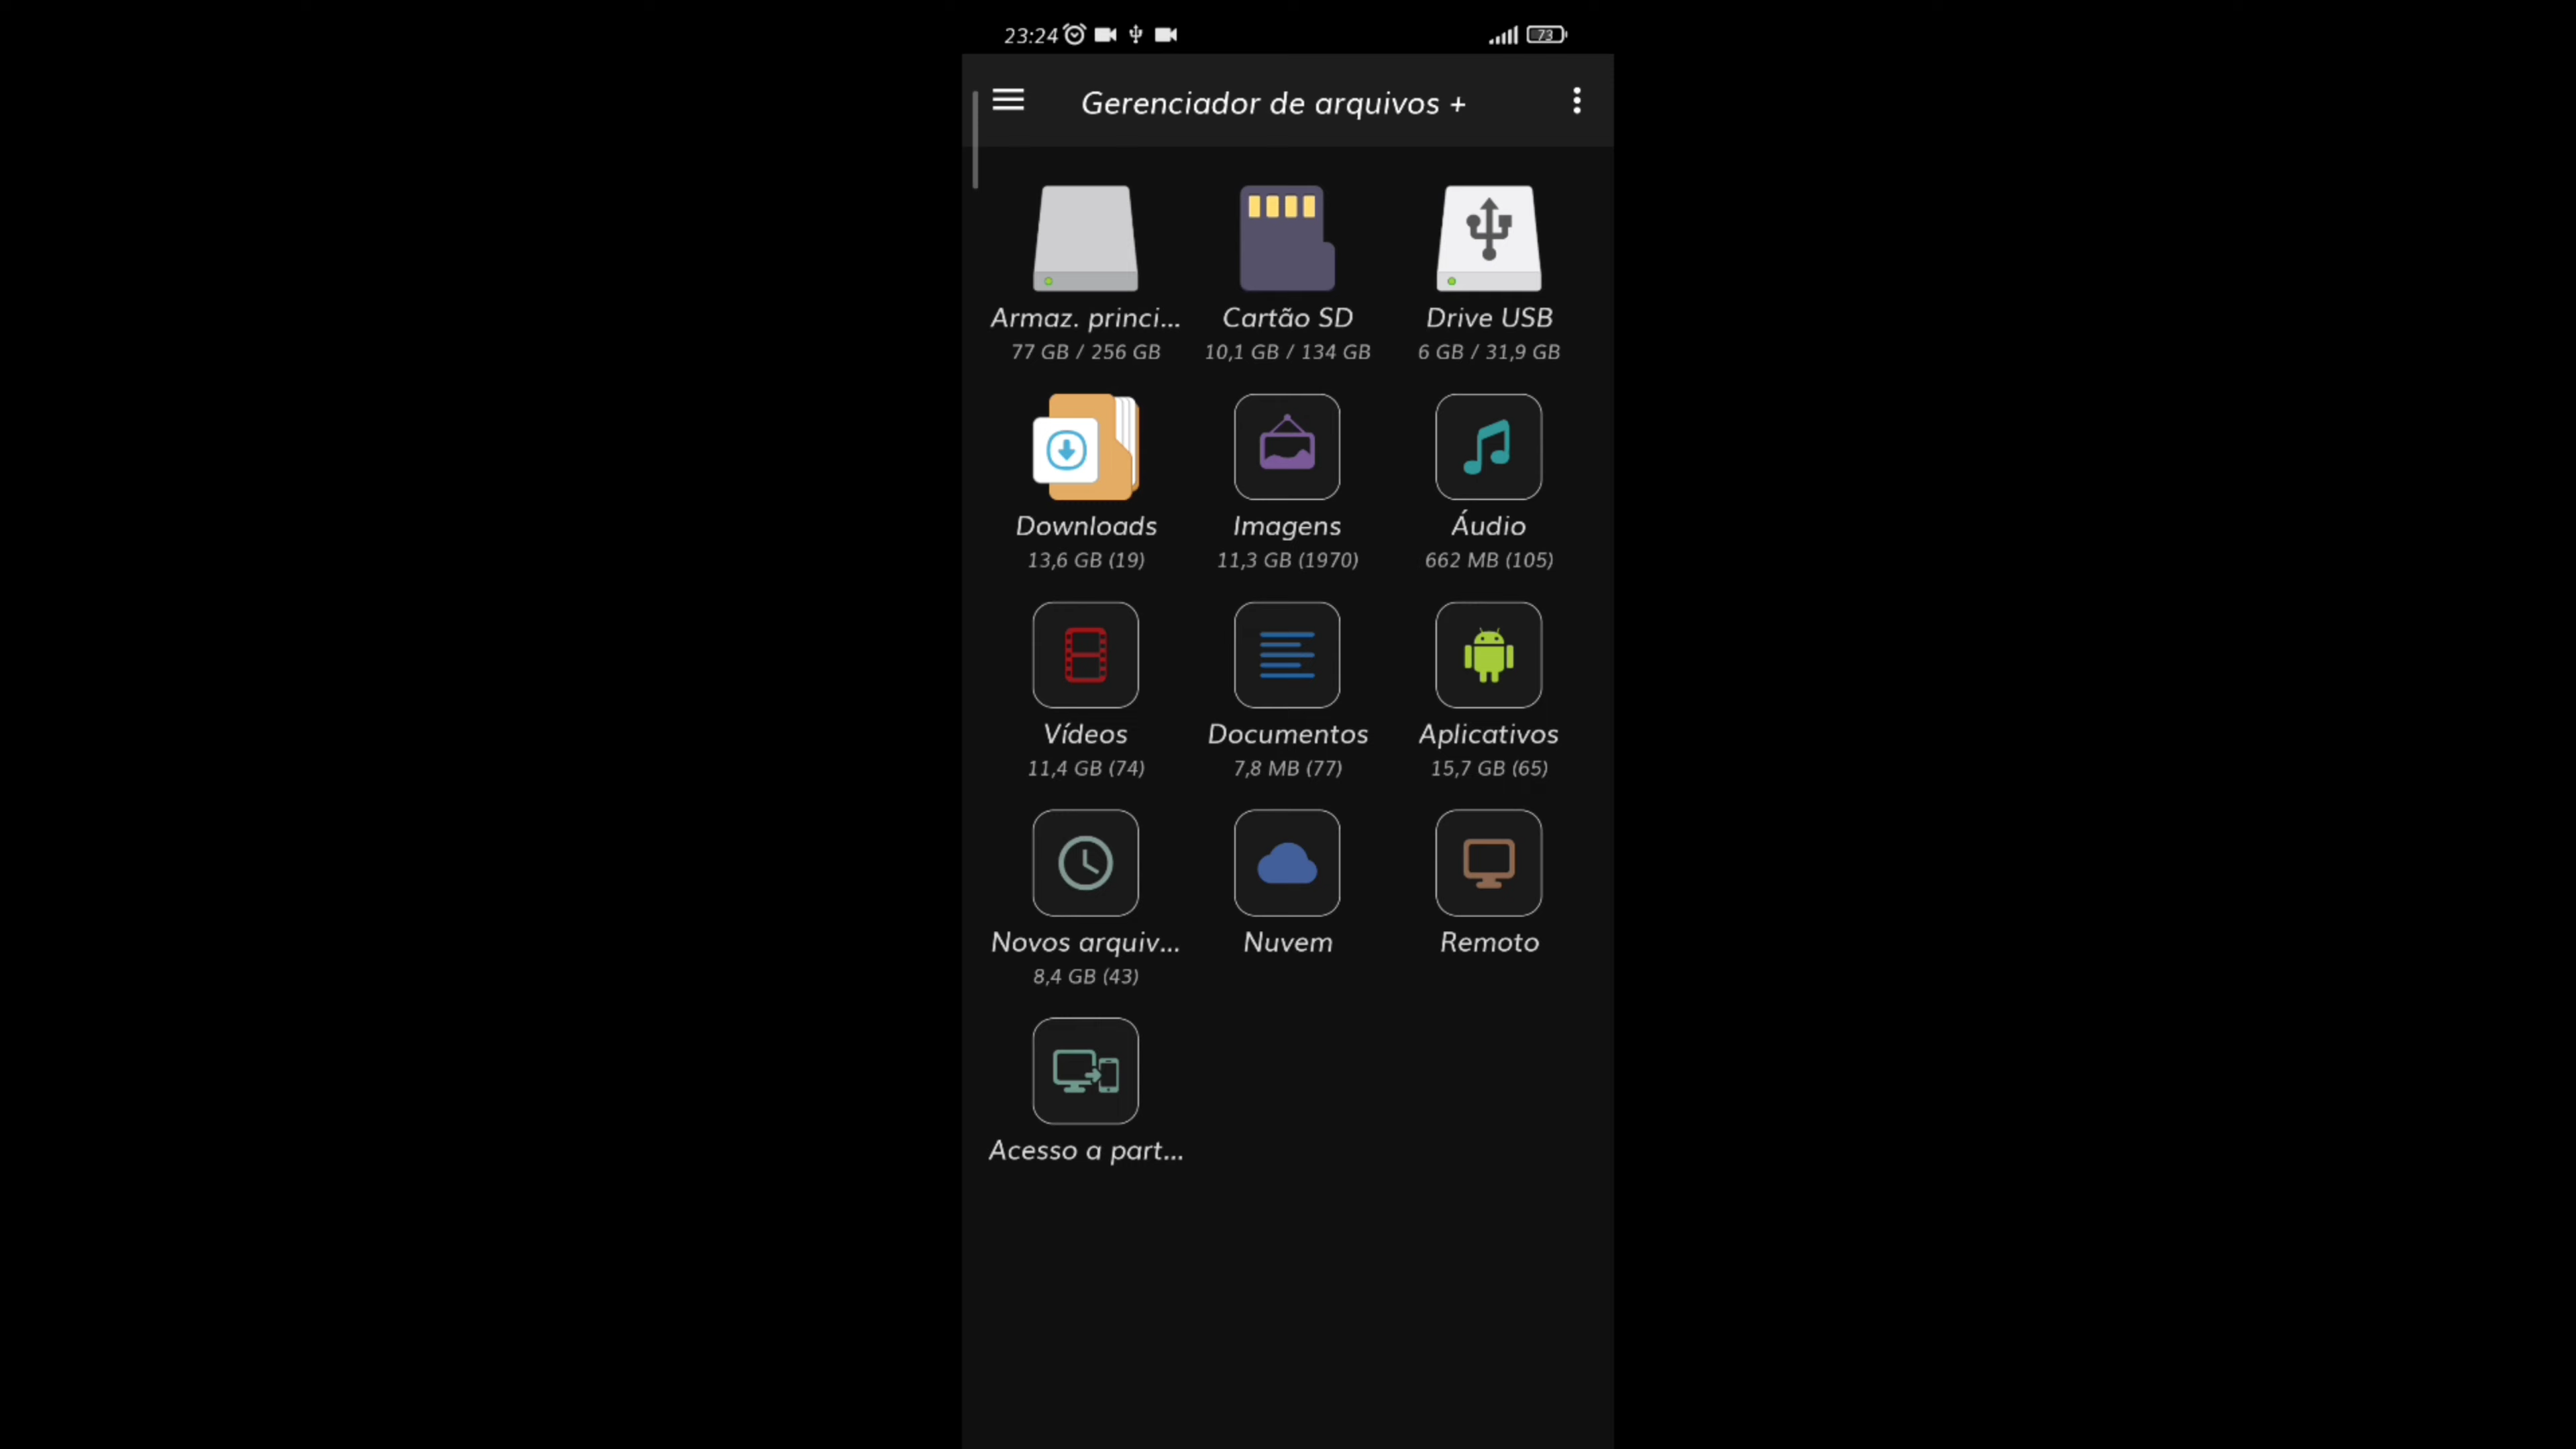 23:24
73
Gerenciador de arquivos +
Armaz. princi...
Cartão SD
Drive USB
77 GB / 256 GB
10,1 GB / 134 GB
6 GB / 31,9 GB
Downloads
Imagens
Áudio
13,6 GB (19)
11,3 GB (1970)
662 MB (105)
Vídeos
Documentos
Aplicativos
11,4 GB (74)
7,8 MB (77)
15,7 GB (65)
Novos arquiv...
Nuvem
Remoto
8,4 GB (43)
Acesso a part...